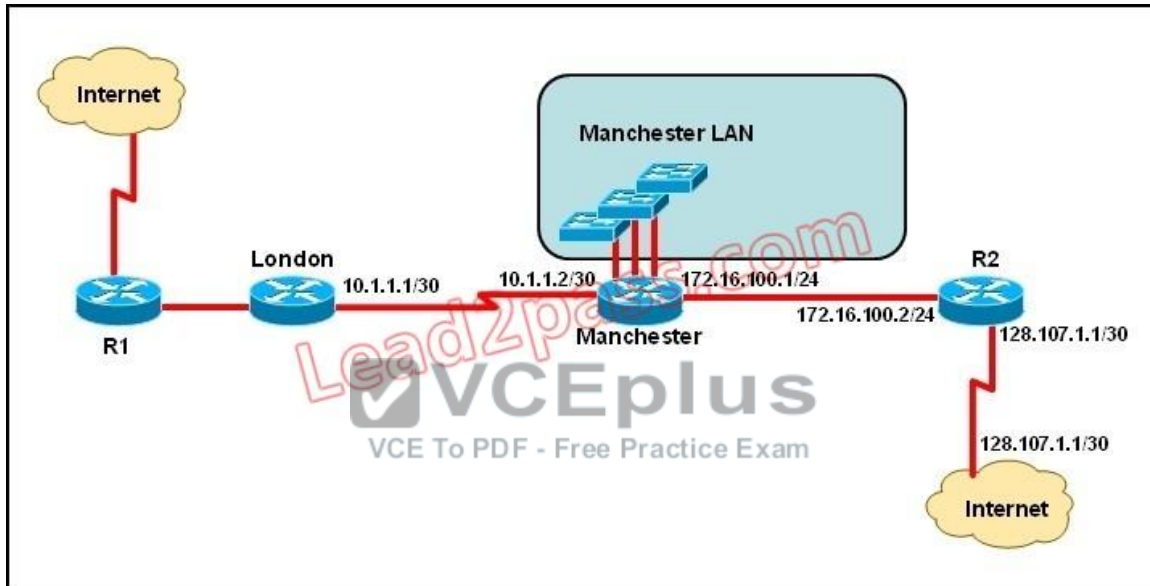 Internet
Manchester LAN
London
10.1.1.1/30
10.1.1.2/30
172.16.100.1/24
R2
172.16.100.2/24
R1
Manchester
128.107.1.1/30
Lead2pass.com
VCEplus
VCE To PDF - Free Practice Exam
128.107.1.1/30
Internet